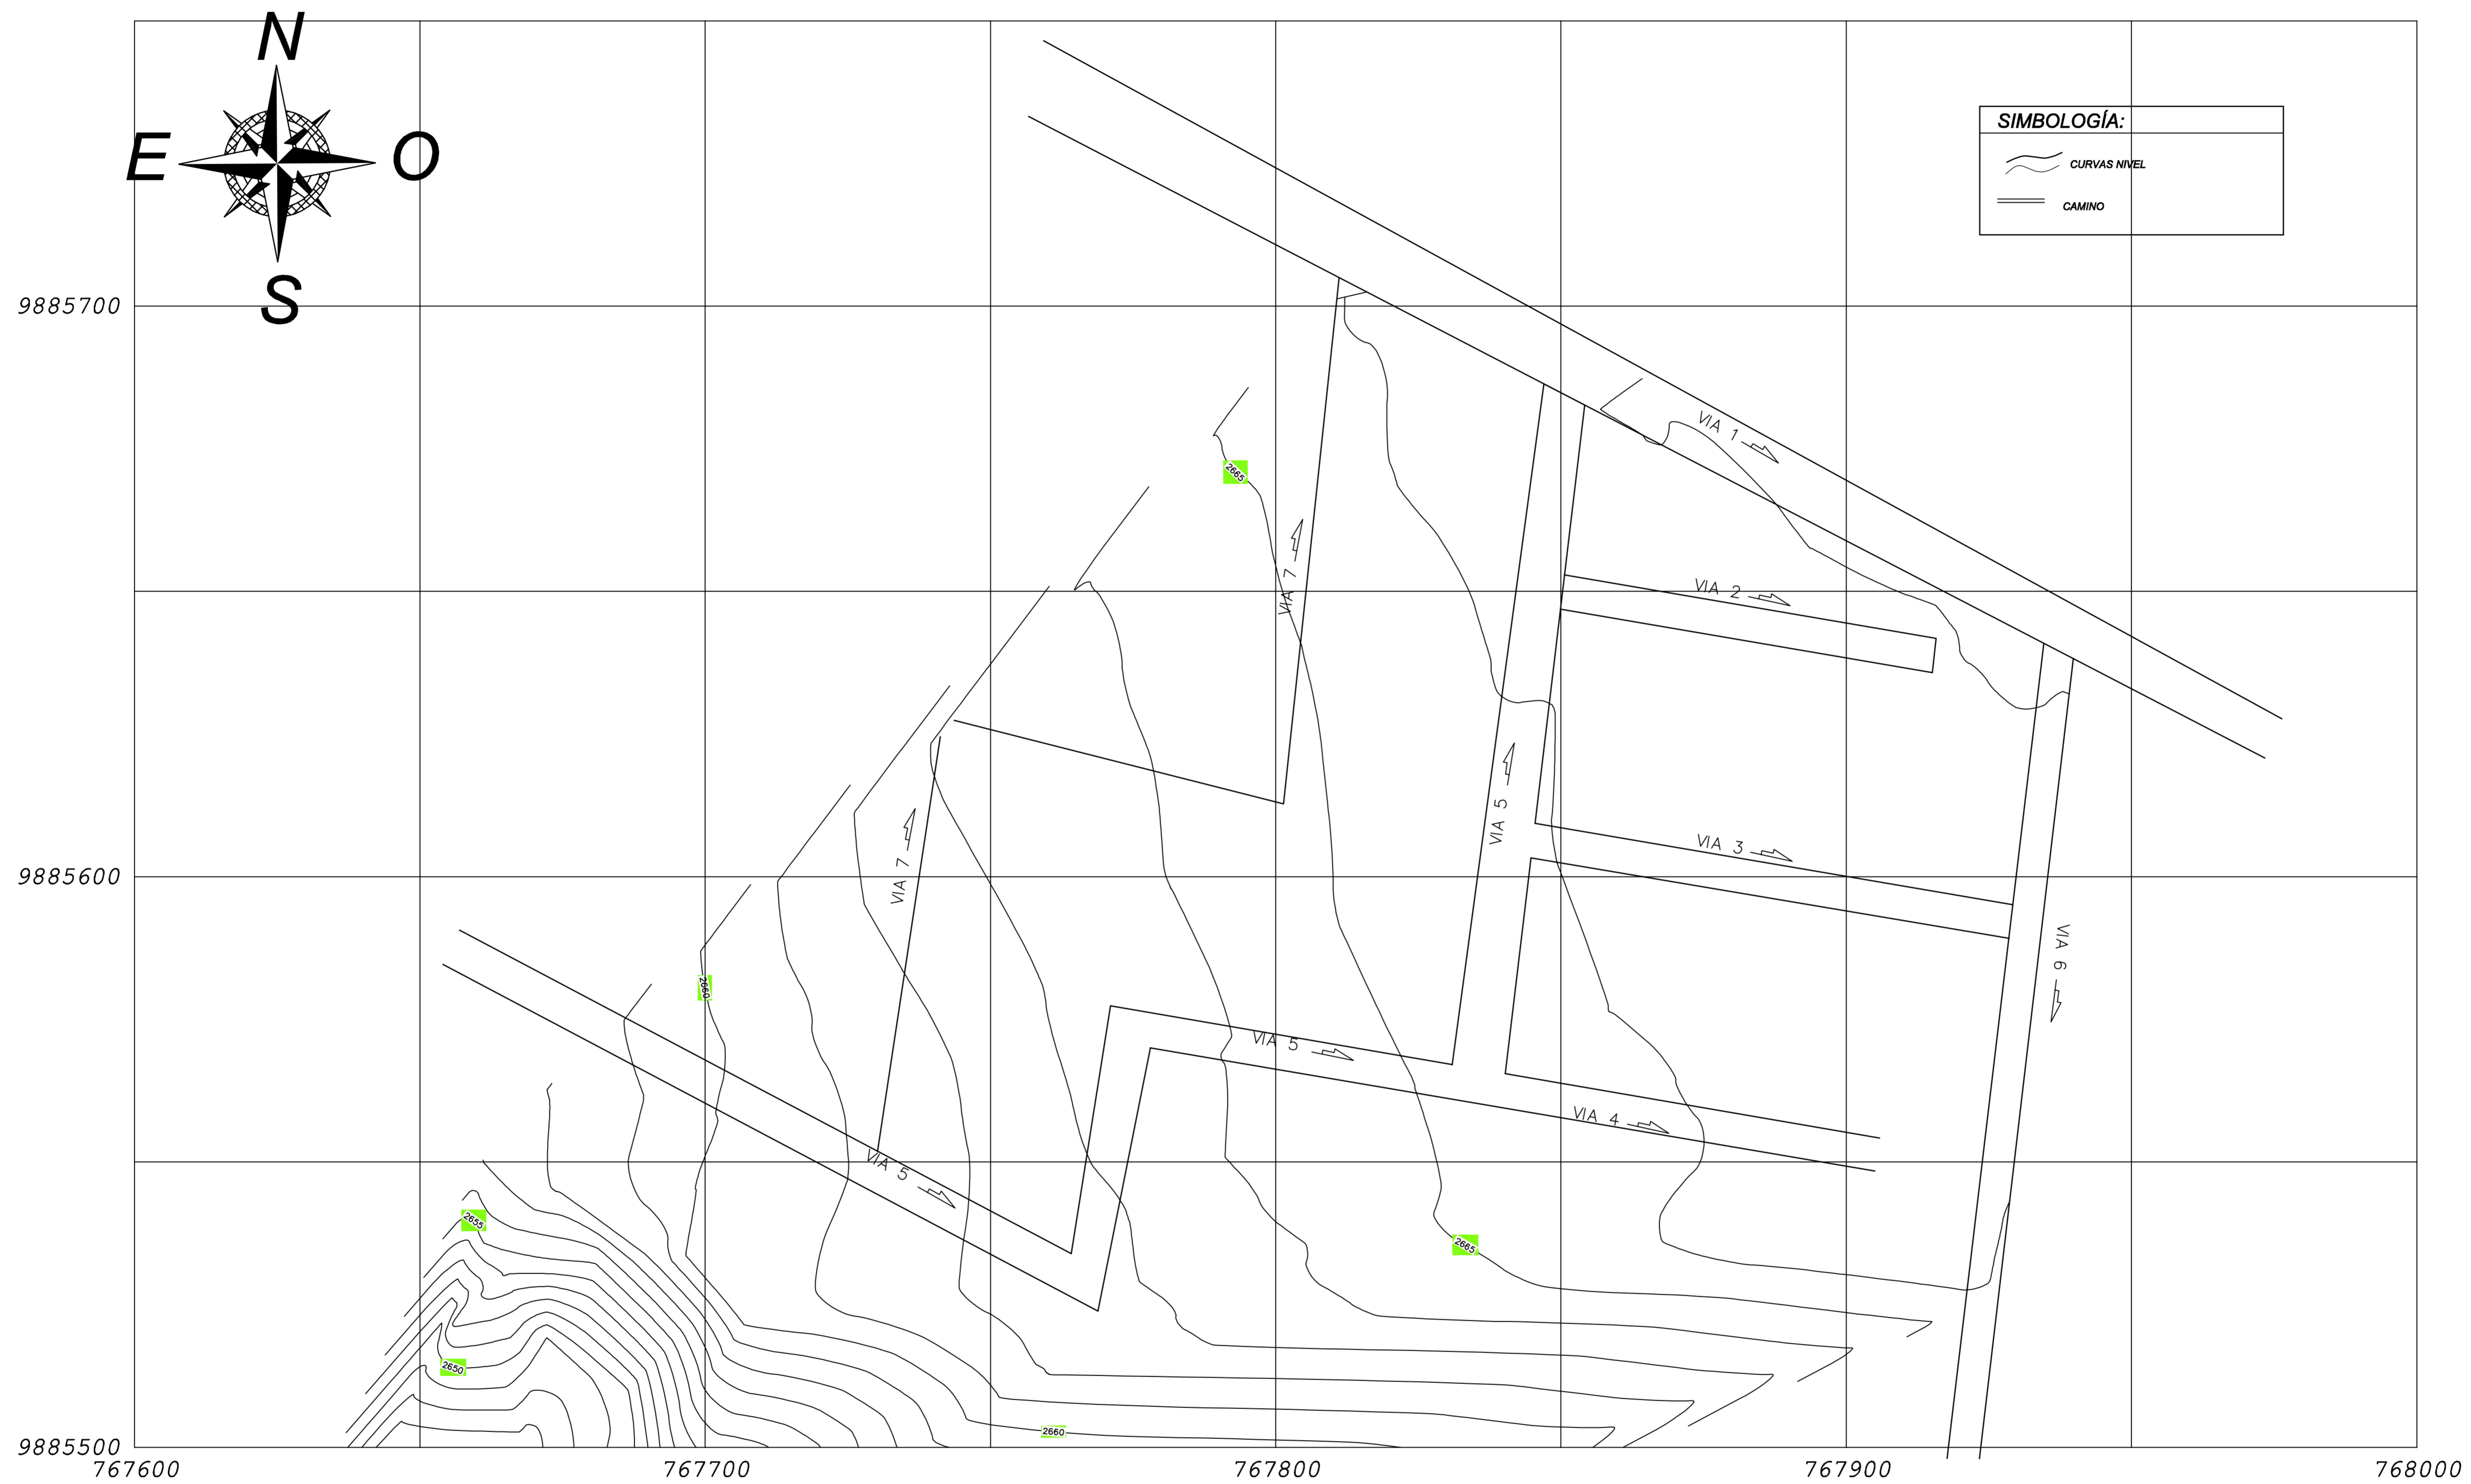 N
E
O
S
SIMBOLOGÍA:
CURVAS NIVEL
CAMINO
9885700
VIA 1
2665
VIA 7
VIA 2
VIA 5
VIA 3
9885600
VIA 7
VIA 6
2660
VIA 5
VIA 4
VIA 5
2655
2665
2650
2660
9885500
767600
767700
767800
767900
768000